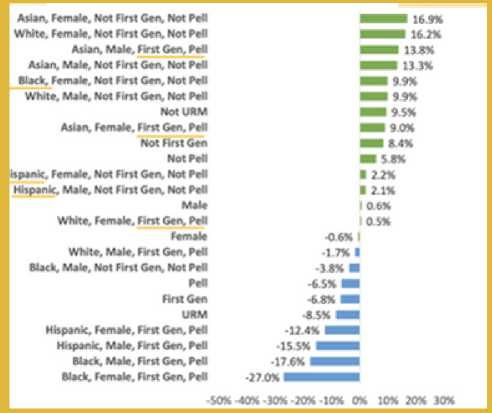 Asian, Female, Not First Gen, Not Pell 16.9%
White, Female, Not First Gen, Not Pell 16.2%
Asian, Male, First Gen, Pell 13.8%
Asian, Male, Not First Gen, Not Pell 13.3%
Black, Female, Not First Gen, Not Pell 9.9%
White, Male, Not First Gen, Not Pell 9.9%
Not URM 9.5%
Asian, Female, First Gen, Pell 9.0%
Not First Gen 8.4%
Not Pell 5.8%
ispanic, Female, Not First Gen, Not Pell 2.2%
Hispanic, Male, Not First Gen, Not Pell 2.1%
Male 0.6%
White, Female, First Gen, Pell 0.5%
Female -0.6%
White, Male, First Gen, Pell -1.7%
Black, Male, Not First Gen, Not Pell -3.8%
Pell -6.5%
First Gen -6.8%
URM -8.5%
Hispanic, Female, First Gen, Pell -12.4%
Hispanic, Male, First Gen, Pell -15.5%
Black, Male, First Gen, Pell -17.6%
Black, Female, First Gen, Pell -27.0%
-50% -40% -30% -20% -10% 0% 10% 20% 30%